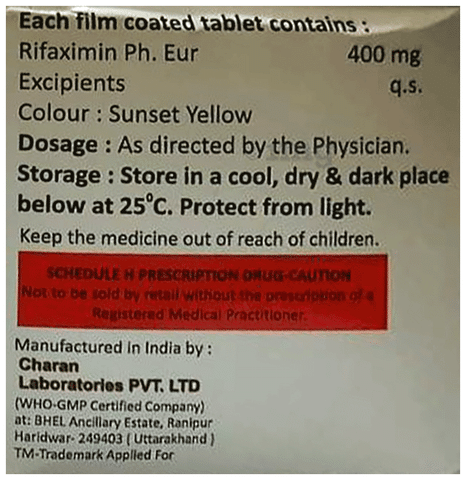 Each film coated tablet contains :
Rifaximin Ph. Eur 400 mg
Excipients q.s.
Colour : Sunset Yellow
Dosage : As directed by the Physician.
Storage : Store in a cool, dry & dark place
below at 25°C. Protect from light.
Keep the medicine out of reach of children.
SCHEDULE H PRESCRIPTION DRUG-CAUTION
Not to be sold by retail without the prescription of a
Registered Medical Practitioner.
Manufactured in India by :
Charan
Laboratories PVT. LTD
(WHO-GMP Certified Company)
at: BHEL Ancillary Estate, Ranipur
Haridwar- 249403 ( Uttarakhand )
TM-Trademark Applied For